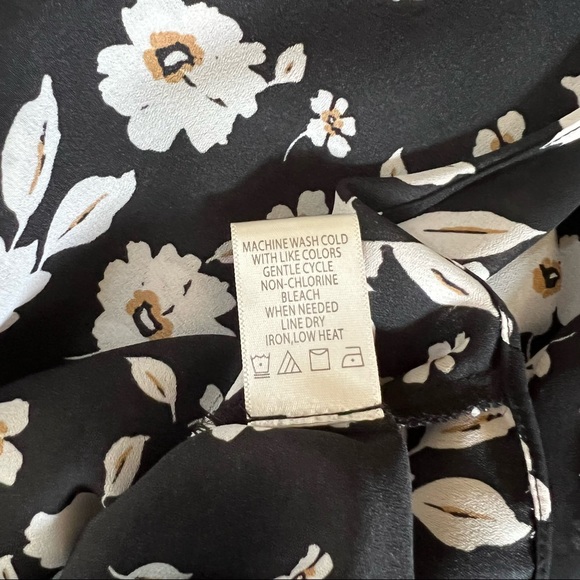 MACHINE WASH COLD
WITH LIKE COLORS
GENTLE CYCLE
NON-CHLORINE
BLEACH
WHEN NEEDED
LINE DRY
IRON,LOW HEAT